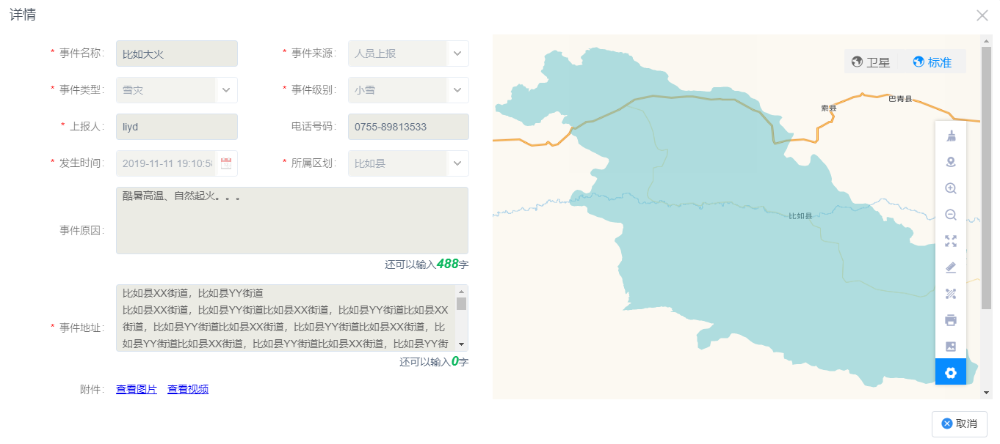 详情
* 事件名称： 比如大火
* 事件来源： 人员上报
* 事件类型： 雪灾
* 事件级别： 小雪
* 上报人： liyd
电话号码： 0755-89813533
* 发生时间： 2019-11-11 19:10:5
* 所属区划： 比如县
事件原因：
酷暑高温、自然起火。。。
还可以输入488字
* 事件地址：
比如县XX街道，比如县YY街道
比如县XX街道，比如县YY街道比如县XX街道，比如县YY街道比如县XX
街道，比如县YY街道比如县XX街道，比如县YY街道比如县XX街道，比
如县YY街道比如县XX街道，比如县YY街道比如县XX街道，比如县YY街
还可以输入0字
附件： 查看图片 查看视频
卫星 标准
巴青县
索县
比如县
取消